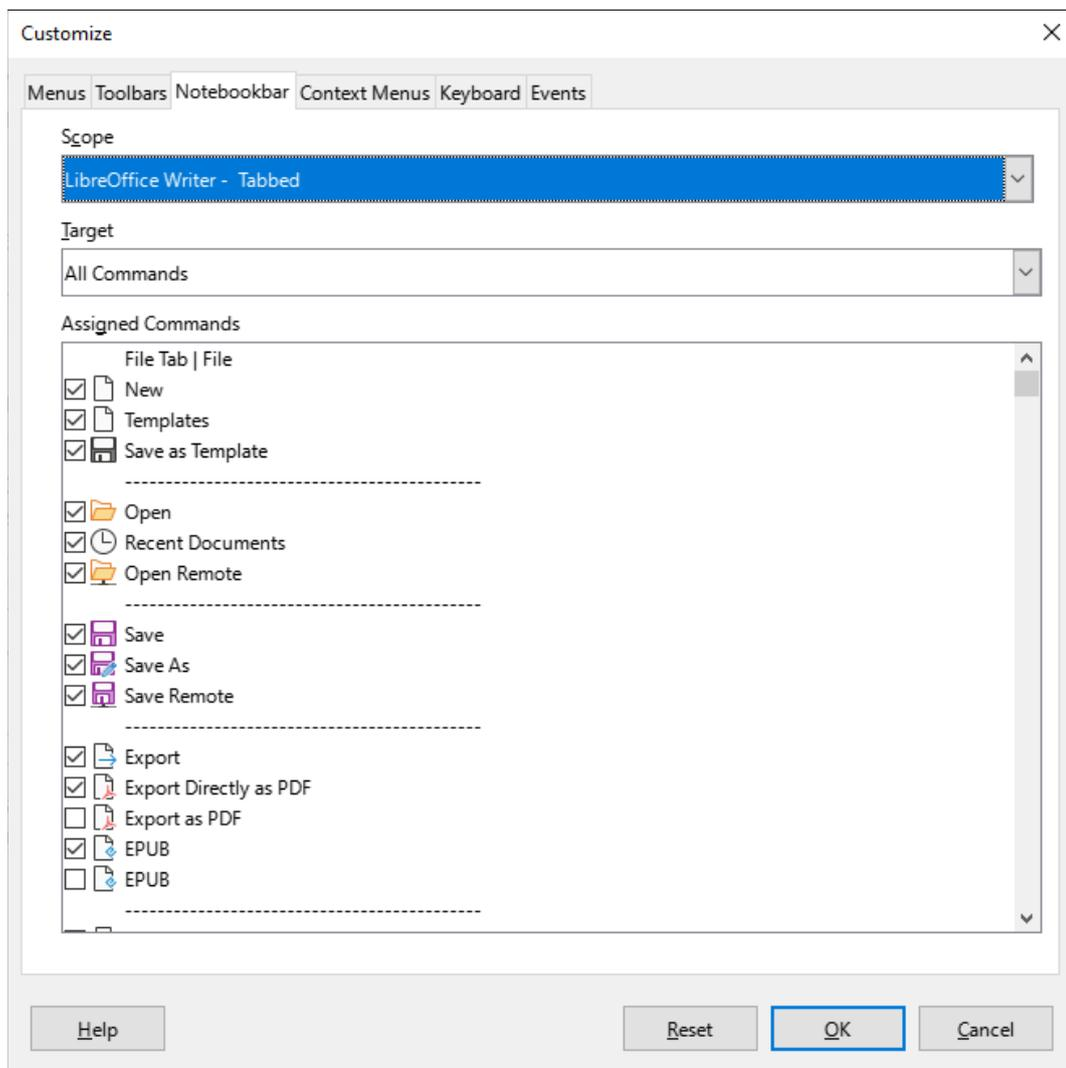 Customize
Menus Toolbars Notebookbar Context Menus Keyboard Events
Scope
LibreOffice Writer - Tabbed
Target
All Commands
Assigned Commands
File Tab | File
New
Templates
Save as Template
--------------------------------------------
Open
Recent Documents
Open Remote
--------------------------------------------
Save
Save As
Save Remote
--------------------------------------------
Export
Export Directly as PDF
Export as PDF
EPUB
EPUB
--------------------------------------------
Help Reset OK Cancel